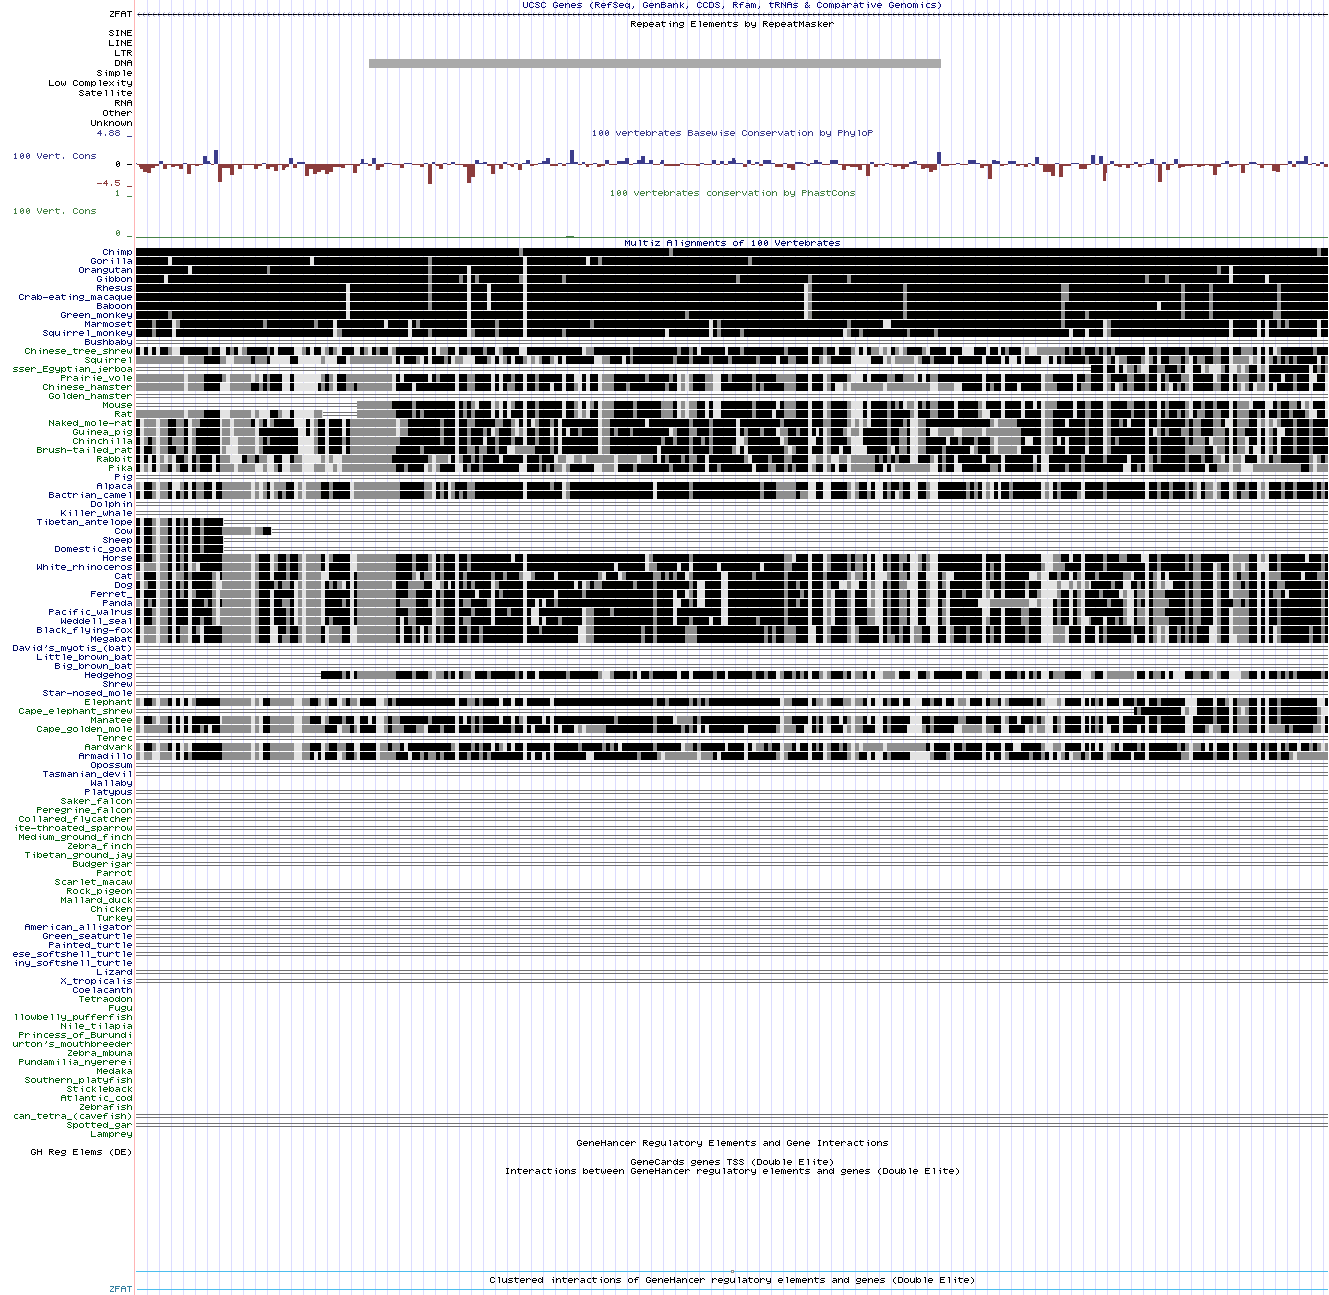 UCSC Genes (RefSeq, GenBank, CCDS, Rfam, tRNAs & Comparative Genomics)
ZFAT
Repeating Elements by RepeatMasker
SINE
LINE
LTR
DNA
Simple
Low Complexity
Satellite
RNA
Other
Unknown
4.88 _
100 vertebrates Basewise Conservation by PhyloP
100 Vert. Cons
0 _
-4.5 _
1 _
100 vertebrates conservation by PhastCons
100 Vert. Cons
0 _
Multiz Alignments of 100 Vertebrates
Chimp
Gorilla
Orangutan
Gibbon
Rhesus
Crab-eating_macaque
Baboon
Green_monkey
Marmoset
Squirrel_monkey
Bushbaby
Chinese_tree_shrew
Squirrel
sser_Egyptian_jerboa
Prairie_vole
Chinese_hamster
Golden_hamster
Mouse
Rat
Naked_mole-rat
Guinea_pig
Chinchilla
Brush-tailed_rat
Rabbit
Pika
Pig
Alpaca
Bactrian_camel
Dolphin
Killer_whale
Tibetan_antelope
Cow
Sheep
Domestic_goat
Horse
White_rhinoceros
Cat
Dog
Ferret_
Panda
Pacific_walrus
Weddell_seal
Black_flying-fox
Megabat
David's_myotis_(bat)
Little_brown_bat
Big_brown_bat
Hedgehog
Shrew
Star-nosed_mole
Elephant
Cape_elephant_shrew
Manatee
Cape_golden_mole
Tenrec
Aardvark
Armadillo
Opossum
Tasmanian_devil
Wallaby
Platypus
Saker_falcon
Peregrine_falcon
Collared_flycatcher
ite-throated_sparrow
Medium_ground_finch
Zebra_finch
Tibetan_ground_jay
Budgerigar
Parrot
Scarlet_macaw
Rock_pigeon
Mallard_duck
Chicken
Turkey
American_alligator
Green_seaturtle
Painted_turtle
ese_softshell_turtle
iny_softshell_turtle
Lizard
X_tropicalis
Coelacanth
Tetraodon
Fugu
llowbelly_pufferfish
Nile_tilapia
Princess_of_Burundi
urton's_mouthbreeder
Zebra_mbuna
Pundamilia_nyererei
Medaka
Southern_platyfish
Stickleback
Atlantic_cod
Zebrafish
can_tetra_(cavefish)
Spotted_gar
Lamprey
GeneHancer Regulatory Elements and Gene Interactions
GH Reg Elems (DE)
GeneCards genes TSS (Double Elite)
Interactions between GeneHancer regulatory elements and genes (Double Elite)
Clustered interactions of GeneHancer regulatory elements and genes (Double Elite)
ZFAT